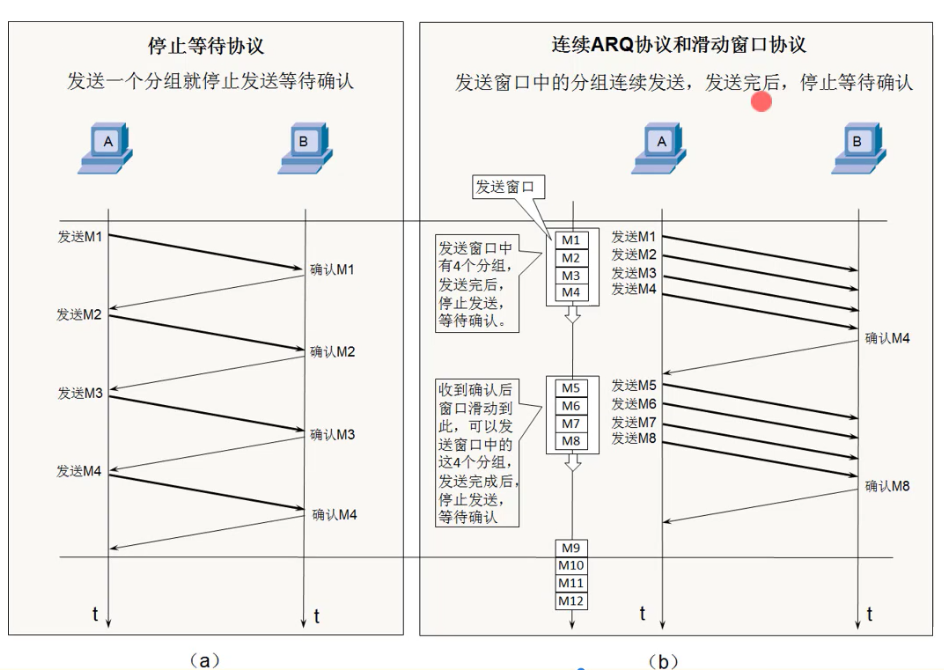 停止等待协议
发送一个分组就停止发送等待确认
A
B
发送M1
确认M1
发送M2
确认M2
发送M3
确认M3
发送M4
确认M4
t
t
（a）
连续ARQ协议和滑动窗口协议
发送窗口中的分组连续发送，发送完后，停止等待确认
A
B
发送窗口
发送窗口中
有4个分组，
发送完后，
停止发送，
等待确认。
M1
M2
M3
M4
发送M1
发送M2
发送M3
发送M4
确认M4
收到确认后
窗口滑动到
此，可以发
送窗口中的
这4个分组，
发送完成后，
停止发送，
等待确认
M5
M6
M7
M8
发送M5
发送M6
发送M7
发送M8
确认M8
M9
M10
M11
M12
t
t
（b）